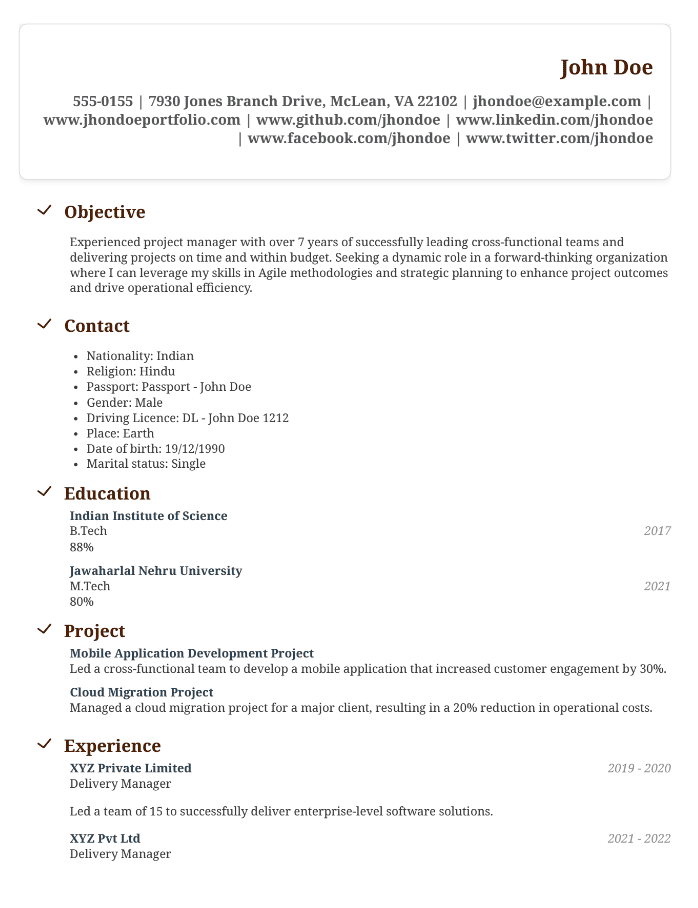 John Doe
555-0155 | 7930 Jones Branch Drive, McLean, VA 22102 | jhondoe@example.com |
www.jhondoeportfolio.com | www.github.com/jhondoe | www.linkedin.com/jhondoe
| www.facebook.com/jhondoe | www.twitter.com/jhondoe
Objective
Experienced project manager with over 7 years of successfully leading cross-functional teams and
delivering projects on time and within budget. Seeking a dynamic role in a forward-thinking organization
where I can leverage my skills in Agile methodologies and strategic planning to enhance project outcomes
and drive operational efficiency.
Contact
• Nationality: Indian
• Religion: Hindu
• Passport: Passport - John Doe
• Gender: Male
• Driving Licence: DL - John Doe 1212
• Place: Earth
• Date of birth: 19/12/1990
• Marital status: Single
Education
Indian Institute of Science
B.Tech 2017
88%
Jawaharlal Nehru University
M.Tech 2021
80%
Project
Mobile Application Development Project
Led a cross-functional team to develop a mobile application that increased customer engagement by 30%.
Cloud Migration Project
Managed a cloud migration project for a major client, resulting in a 20% reduction in operational costs.
Experience
XYZ Private Limited 2019 - 2020
Delivery Manager
Led a team of 15 to successfully deliver enterprise-level software solutions.
XYZ Pvt Ltd 2021 - 2022
Delivery Manager